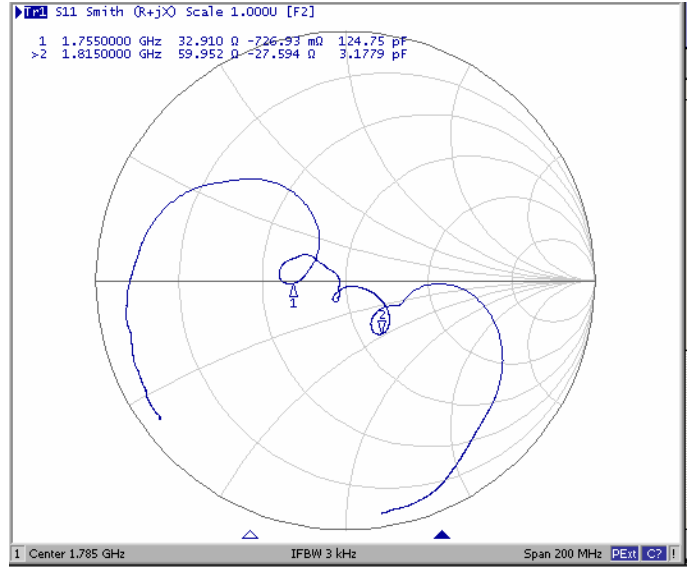 Tr1 S11 Smith (R+jX) Scale 1.000U [F2]
1 1.7550000 GHz 32.910 Ω -726.93 mΩ 124.75 pF
>2 1.8150000 GHz 59.952 Ω -27.594 Ω 3.1779 pF
1
2
1 Center 1.785 GHz IFBW 3 kHz Span 200 MHz PExt C? !